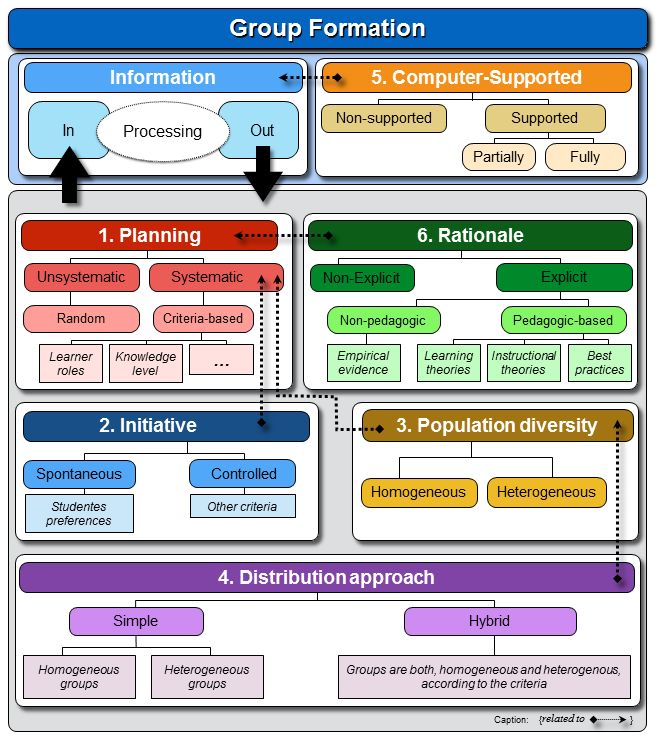 Group Formation
Information
In
Processing
Out
5. Computer-Supported
Non-supported
Supported
Partially
Fully
1. Planning
Unsystematic
Systematic
Random
Criteria-based
Learner
roles
Knowledge
level
...
6. Rationale
Non-Explicit
Explicit
Non-pedagogic
Pedagogic-based
Empirical
evidence
Learning
theories
Instructional
theories
Best
practices
2. Initiative
Spontaneous
Controlled
Studentes
preferences
Other criteria
3. Population diversity
Homogeneous
Heterogeneous
4. Distribution approach
Simple
Hybrid
Homogeneous
groups
Heterogeneous
groups
Groups are both, homogeneous and heterogenous,
according to the criteria
Caption: {related to }